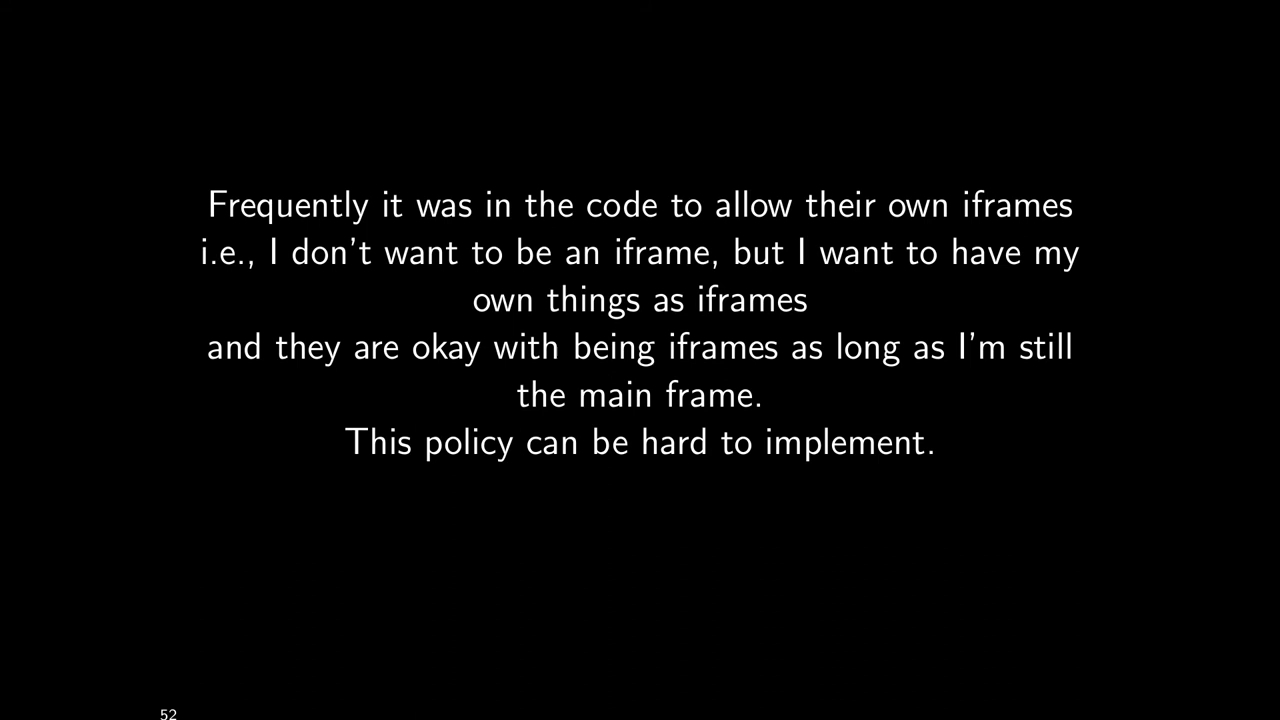 Frequently it was in the code to allow their own iframes
i.e., I don't want to be an iframe, but I want to have my
own things as iframes
and they are okay with being iframes as long as I'm still
the main frame.
This policy can be hard to implement.
52